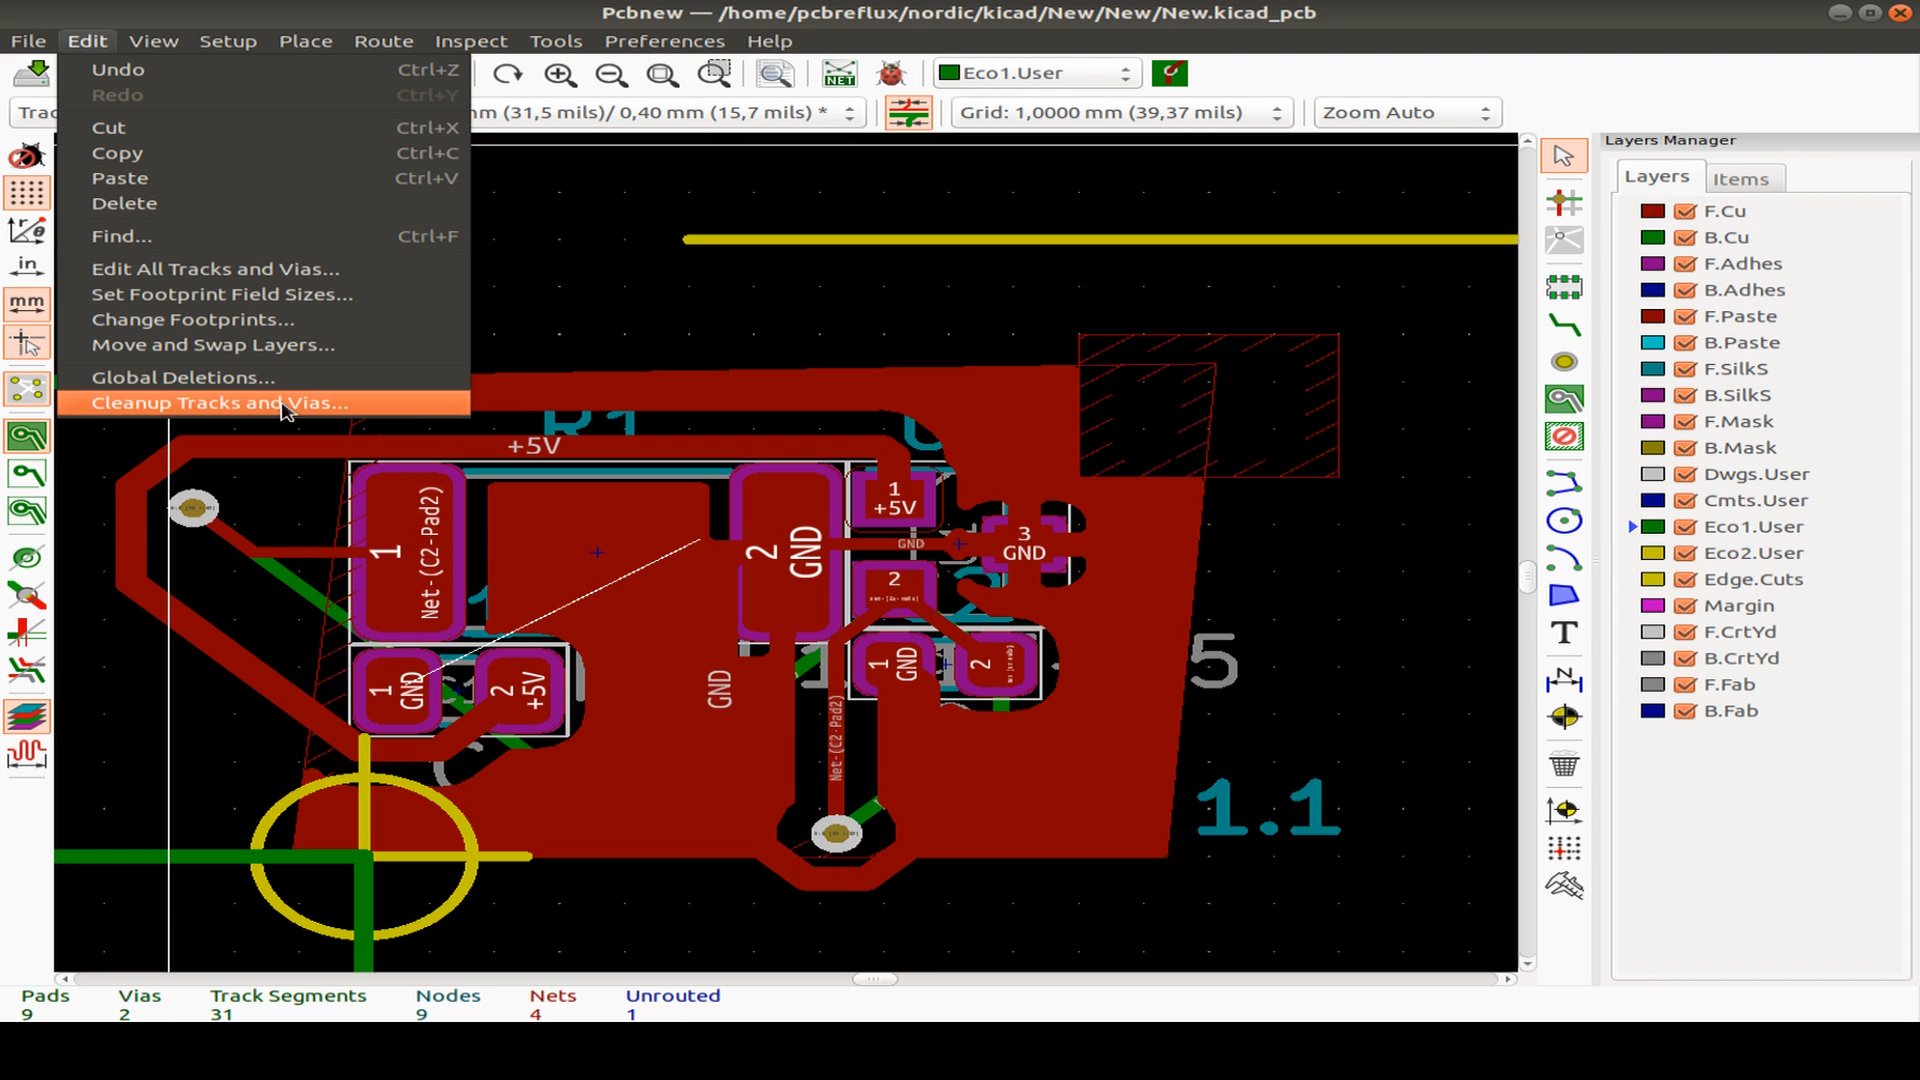 Pcbnew — /home/pcbreflux/nordic/kicad/New/New/New.kicad_pcb
File Edit View Setup Place Route Inspect Tools Preferences Help
Undo Ctrl+Z
Redo Ctrl+Y
Cut Ctrl+X
Copy Ctrl+C
Paste Ctrl+V
Delete
Find... Ctrl+F
Edit All Tracks and Vias...
Set Footprint Field Sizes...
Change Footprints...
Move and Swap Layers...
Global Deletions...
Cleanup Tracks and Vias...
NET
Eco1.User
(31,5 mils)/ 0,40 mm (15,7 mils) *
Grid: 1,0000 mm (39,37 mils)
Zoom Auto
in
mm
Layers Manager
Layers
Items
F.Cu
B.Cu
F.Adhes
B.Adhes
F.Paste
B.Paste
F.SilkS
B.SilkS
F.Mask
B.Mask
Dwgs.User
Cmts.User
Eco1.User
Eco2.User
Edge.Cuts
Margin
F.CrtYd
B.CrtYd
F.Fab
B.Fab
R1
+5V
1
Net-(C2-Pad2)
2
GND
1
+5V
GND
3
GND
2
1
GND
2
+5V
GND
1
GND
2
Net-(C2-Pad2)
5
1.1
Pads Vias Track Segments Nodes Nets Unrouted
9 2 31 9 4 1